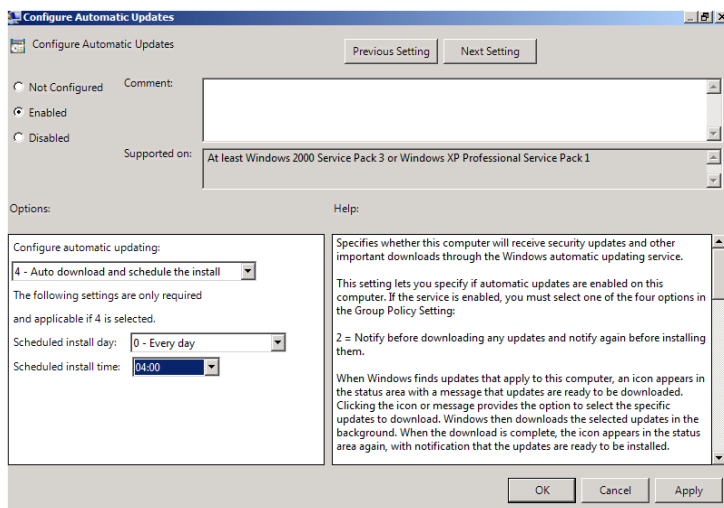 Configure Automatic Updates
Configure Automatic Updates
Previous Setting
Next Setting
Not Configured
Comment:
Enabled
Disabled
Supported on:
At least Windows 2000 Service Pack 3 or Windows XP Professional Service Pack 1
Options:
Help:
Configure automatic updating:
4 - Auto download and schedule the install
The following settings are only required
and applicable if 4 is selected.
Scheduled install day:
0 - Every day
Scheduled install time:
04:00
Specifies whether this computer will receive security updates and other
important downloads through the Windows automatic updating service.
This setting lets you specify if automatic updates are enabled on this
computer. If the service is enabled, you must select one of the four options in
the Group Policy Setting:
2 = Notify before downloading any updates and notify again before installing
them.
When Windows finds updates that apply to this computer, an icon appears in
the status area with a message that updates are ready to be downloaded.
Clicking the icon or message provides the option to select the specific
updates to download. Windows then downloads the selected updates in the
background. When the download is complete, the icon appears in the status
area again, with notification that the updates are ready to be installed.
OK
Cancel
Apply